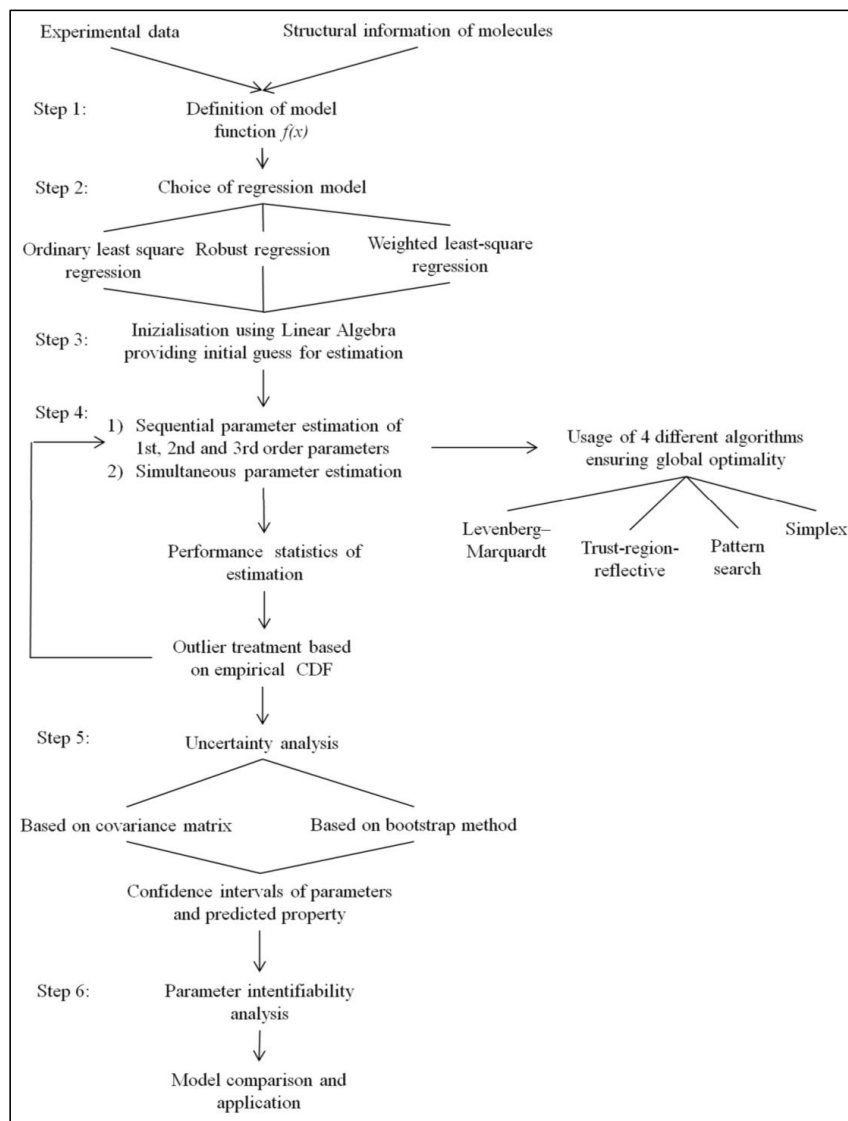 Experimental data
Structural information of molecules
Step 1:
Definition of model
function f(x)
Step 2:
Choice of regression model
Ordinary least square
regression
Robust regression
Weighted least-square
regression
Step 3:
Inizialisation using Linear Algebra
providing initial guess for estimation
Step 4:
1) Sequential parameter estimation of
1st, 2nd and 3rd order parameters
2) Simultaneous parameter estimation
Usage of 4 different algorithms
ensuring global optimality
Levenberg–
Marquardt
Trust-region-
reflective
Pattern
search
Simplex
Performance statistics of
estimation
Outlier treatment based
on empirical CDF
Step 5:
Uncertainty analysis
Based on covariance matrix
Based on bootstrap method
Confidence intervals of parameters
and predicted property
Step 6:
Parameter intentifiability
analysis
Model comparison and
application